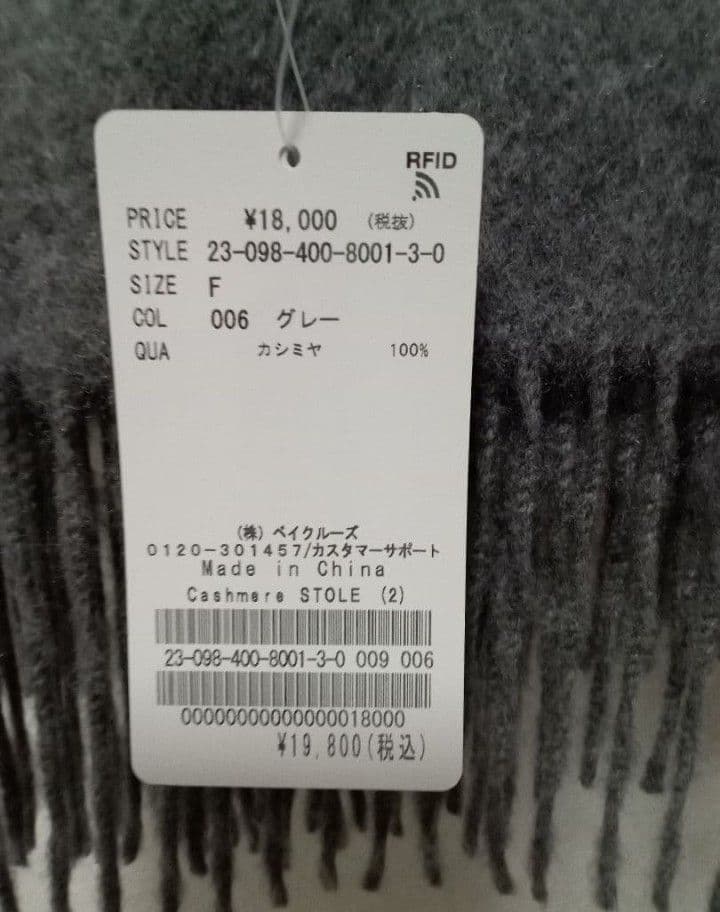 RFID
PRICE ¥18,000 (税抜)
STYLE 23-098-400-8001-3-0
SIZE F
COL 006 グレー
QUA カシミヤ 100%
(株) ベイクルーズ
0120-301457/カスタマーサポート
Made in China
Cashmere STOLE (2)
23-098-400-8001-3-0 009 006
00000000000000018000
¥19,800(税込)